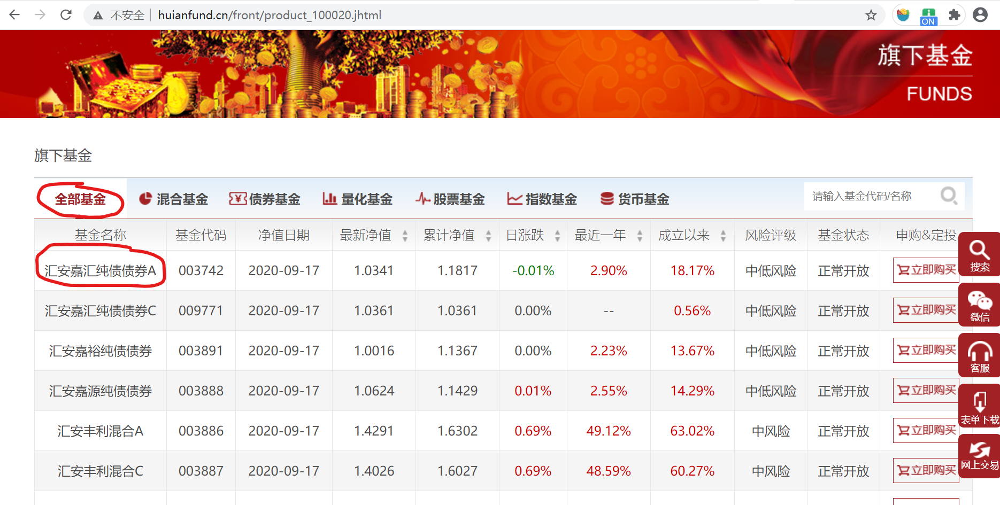 不安全 huianfund.cn/front/product_100020.jhtml
ON
旗下基金
FUNDS
旗下基金
全部基金 混合基金 债券基金 量化基金 股票基金 指数基金 货币基金 请输入基金代码/名称
基金名称 基金代码 净值日期 最新净值 累计净值 日涨跌 最近一年 成立以来 风险评级 基金状态 申购&定投
汇安嘉汇纯债债券A 003742 2020-09-17 1.0341 1.1817 -0.01% 2.90% 18.17% 中低风险 正常开放 立即购买
汇安嘉汇纯债债券C 009771 2020-09-17 1.0361 1.0361 0.00% -- 0.56% 中低风险 正常开放 立即购买
汇安嘉裕纯债债券 003891 2020-09-17 1.0016 1.1367 0.00% 2.23% 13.67% 中低风险 正常开放 立即购买
汇安嘉源纯债债券 003888 2020-09-17 1.0624 1.1429 0.01% 2.55% 14.29% 中低风险 正常开放 立即购买
汇安丰利混合A 003886 2020-09-17 1.4291 1.6302 0.69% 49.12% 63.02% 中风险 正常开放 立即购买
汇安丰利混合C 003887 2020-09-17 1.4026 1.6027 0.69% 48.59% 60.27% 中风险 正常开放 立即购买
搜索
微信
客服
表单下载
网上交易